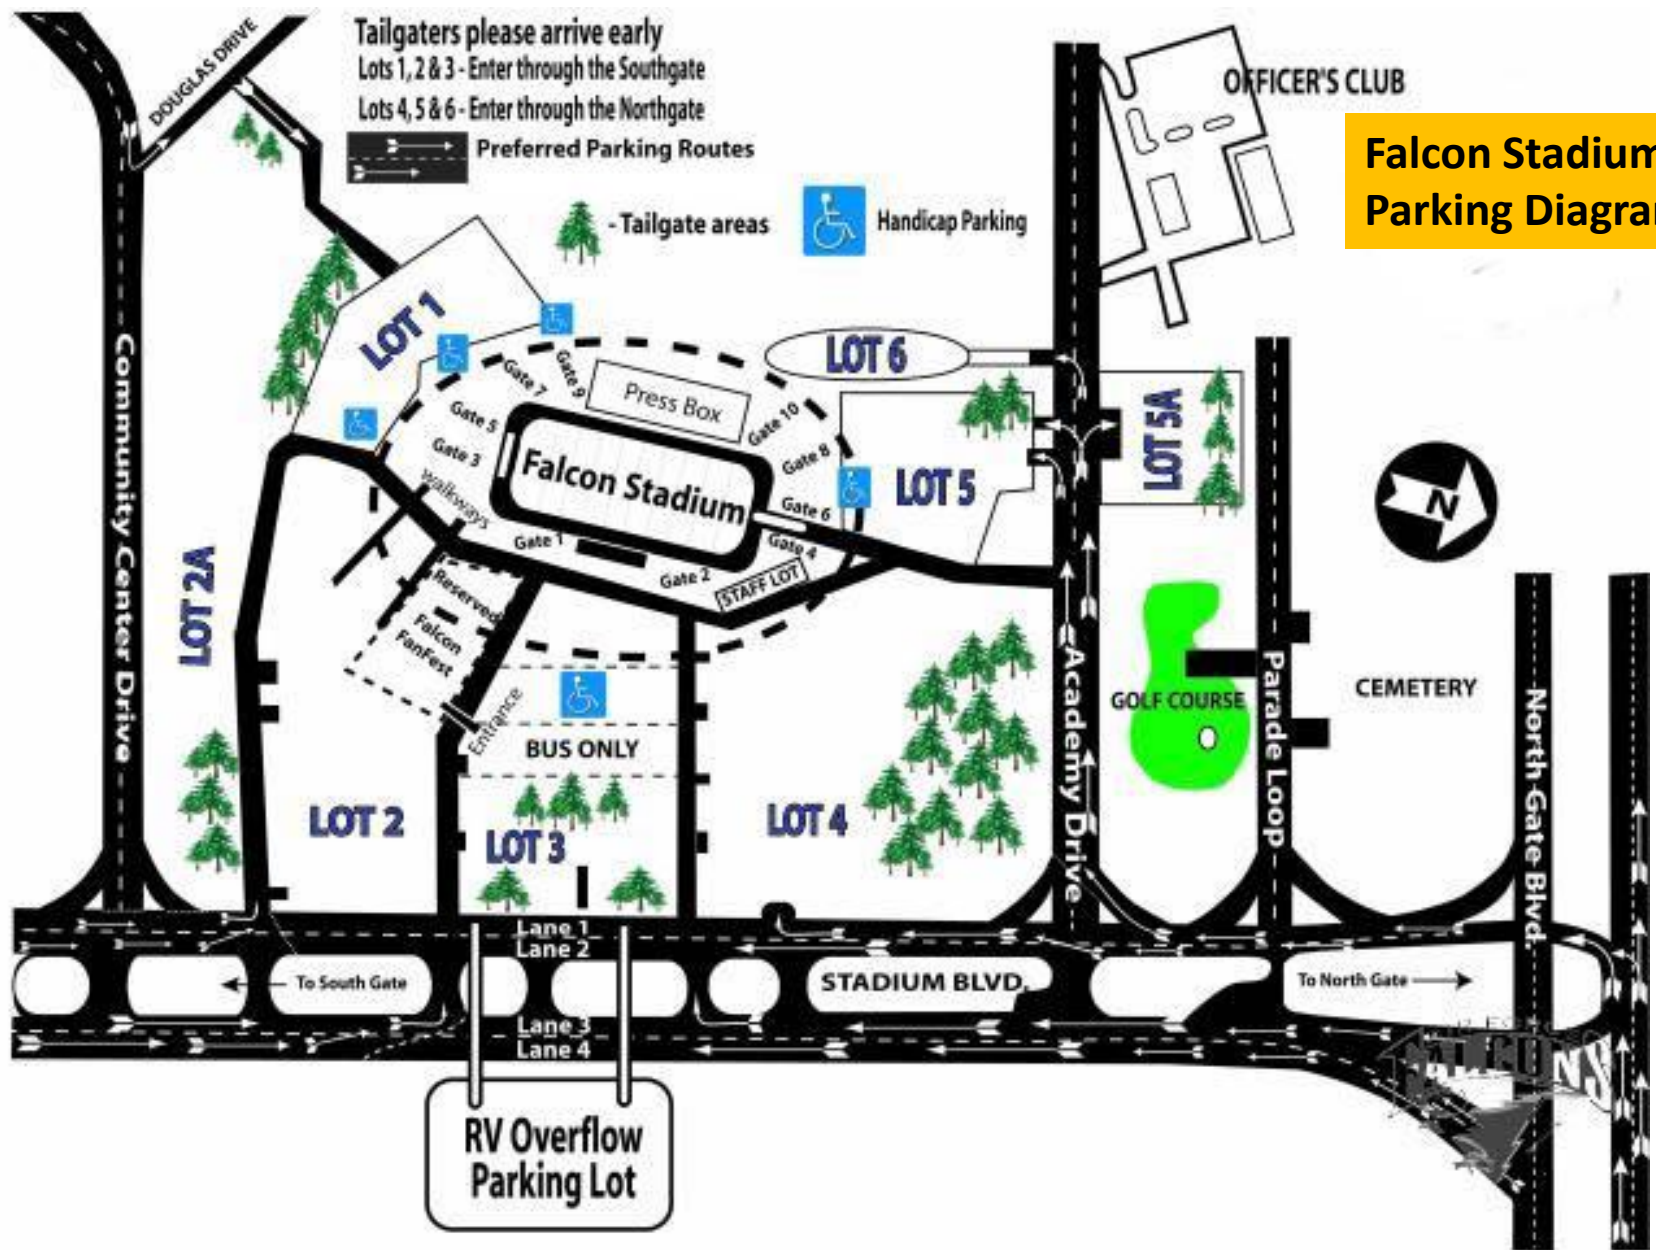 Tailgaters please arrive early
Lots 1, 2 & 3 - Enter through the Southgate
Lots 4, 5 & 6 - Enter through the Northgate
Preferred Parking Routes
- Tailgate areas
Handicap Parking
DOUGLAS DRIVE
OFFICER'S CLUB
Falcon Stadium
Parking Diagram
Community Center Drive
LOT 1
LOT 6
LOT 5A
LOT 5
Gate 7
Gate 9
Press Box
Gate 10
Gate 5
Gate 3
Gate 8
Gate 6
Falcon Stadium
walkways
Gate 1
Gate 4
Gate 2
STAFF LOT
N
LOT 2A
Reserved
Falcon
FanFest
Entrance
BUS ONLY
LOT 2
LOT 3
LOT 4
Academy Drive
GOLF COURSE
Parade Loop
CEMETERY
North Gate Blvd.
Lane 1
Lane 2
To South Gate
STADIUM BLVD.
To North Gate
Lane 3
Lane 4
FALCONS
RV Overflow
Parking Lot